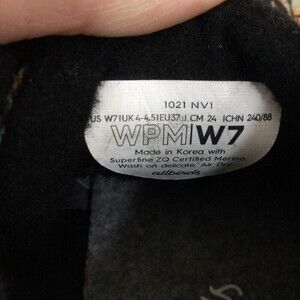 1021 NV1
US W7 UK 4-4.5 EU37 J.CM 24 ICHN 240/88
WPM W7
Made in Korea with
Superfine ZQ Certified Merino.
Wash on delicate. Air Dry.
allbirds